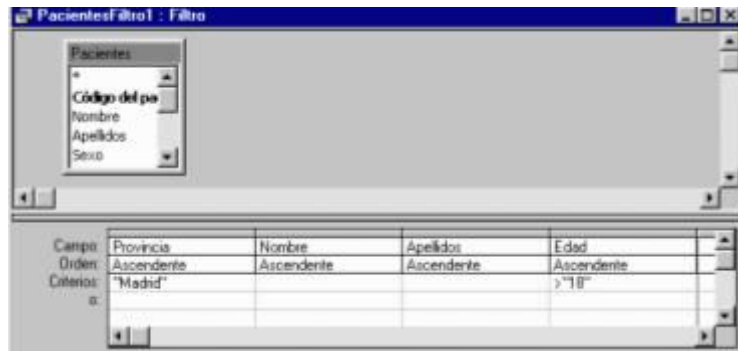 PacientesFiltro1 : Filtro
Pacientes
*
Código del pa
Nombre
Apellidos
Sexo
Campo: Provincia Nombre Apellidos Edad
Orden: Ascendente Ascendente Ascendente Ascendente
Criterios: "Madrid" >"18"
o: